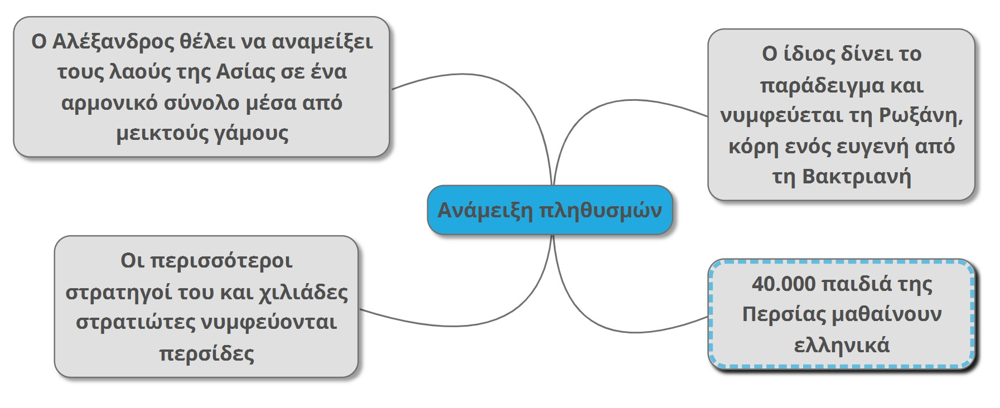 Ο Αλέξανδρος θέλει να αναμείξει
τους λαούς της Ασίας σε ένα
αρμονικό σύνολο μέσα από
μεικτούς γάμους
Ο ίδιος δίνει το
παράδειγμα και
νυμφεύεται τη Ρωξάνη,
κόρη ενός ευγενή από
τη Βακτριανή
Ανάμειξη πληθυσμών
Οι περισσότεροι
στρατηγοί του και χιλιάδες
στρατιώτες νυμφεύονται
περσίδες
40.000 παιδιά της
Περσίας μαθαίνουν
ελληνικά